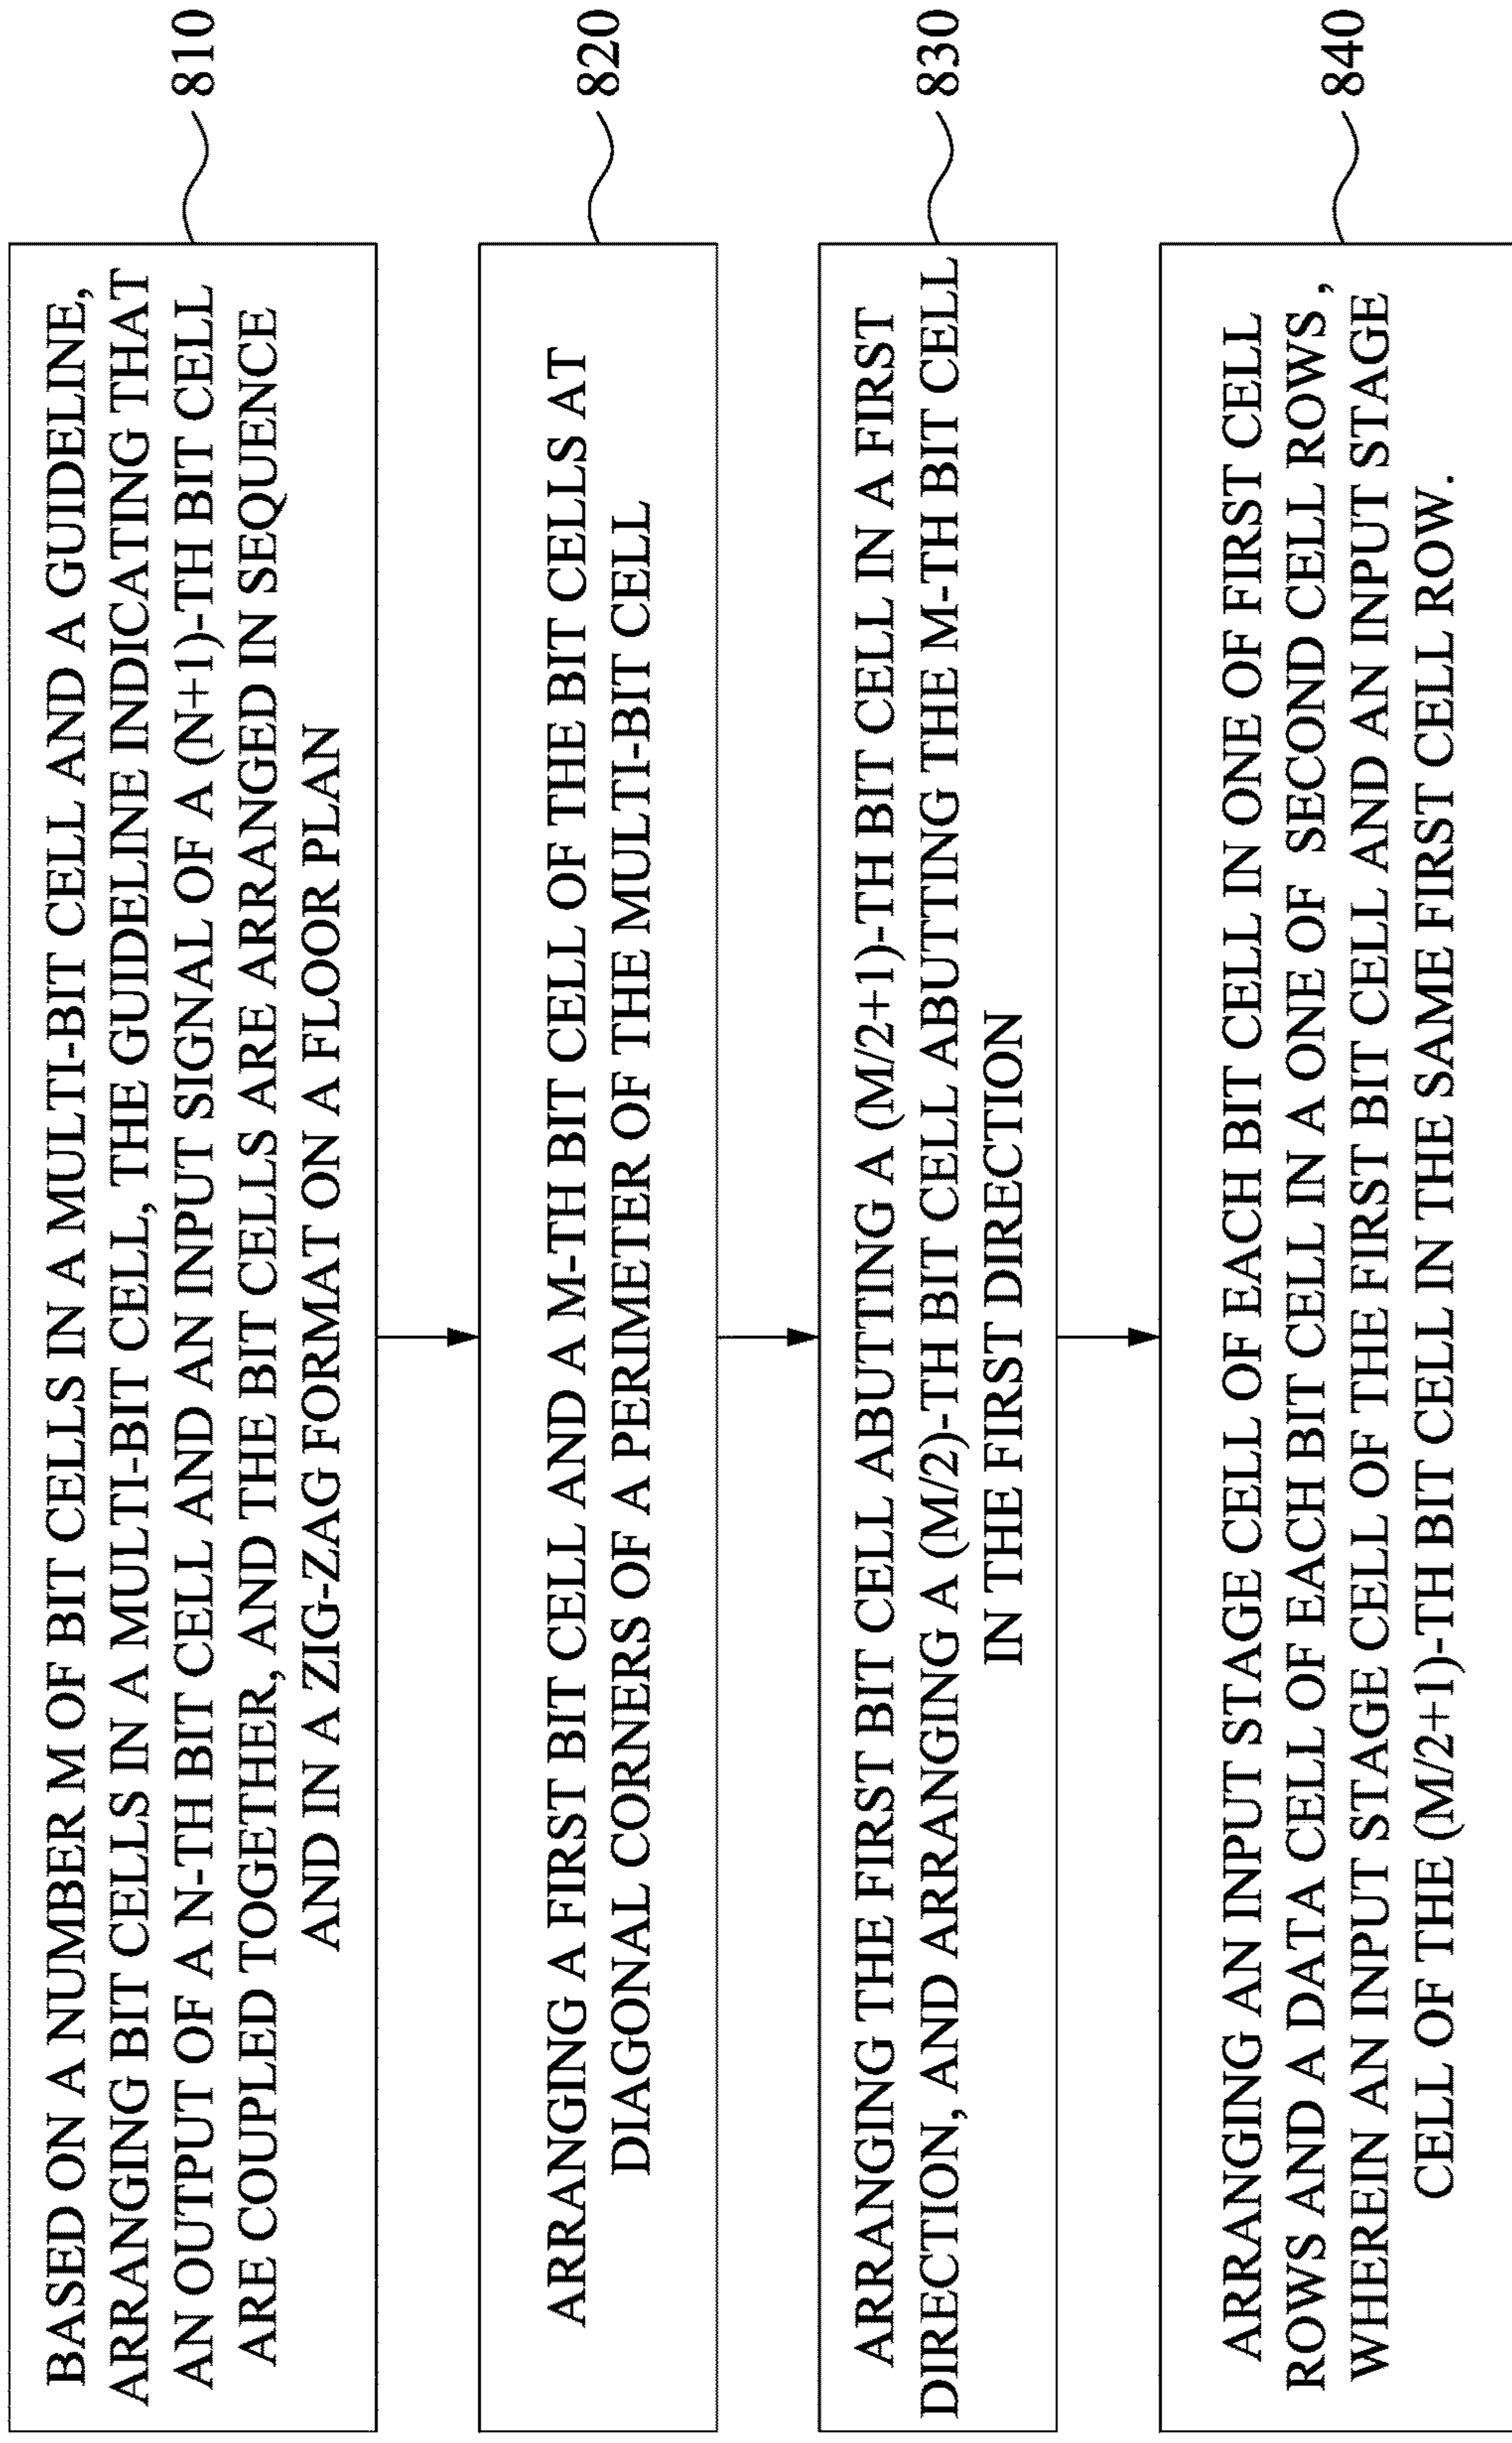 BASED ON A NUMBER M OF BIT CELLS IN A MULTI-BIT CELL AND A GUIDELINE,
ARRANGING BIT CELLS IN A MULTI-BIT CELL, THE GUIDELINE INDICATING THAT
AN OUTPUT OF A N-TH BIT CELL AND AN INPUT SIGNAL OF A (N+1)-TH BIT CELL
ARE COUPLED TOGETHER, AND THE BIT CELLS ARE ARRANGED IN SEQUENCE
AND IN A ZIG-ZAG FORMAT ON A FLOOR PLAN
810
ARRANGING A FIRST BIT CELL AND A M-TH BIT CELL OF THE BIT CELLS AT
DIAGONAL CORNERS OF A PERIMETER OF THE MULTI-BIT CELL
820
ARRANGING THE FIRST BIT CELL ABUTTING A (M/2+1)-TH BIT CELL IN A FIRST
DIRECTION, AND ARRANGING A (M/2)-TH BIT CELL ABUTTING THE M-TH BIT CELL
IN THE FIRST DIRECTION
830
ARRANGING AN INPUT STAGE CELL OF EACH BIT CELL IN ONE OF FIRST CELL
ROWS AND A DATA CELL OF EACH BIT CELL IN A ONE OF SECOND CELL ROWS ,
WHEREIN AN INPUT STAGE CELL OF THE FIRST BIT CELL AND AN INPUT STAGE
CELL OF THE (M/2+1)-TH BIT CELL IN THE SAME FIRST CELL ROW.
840